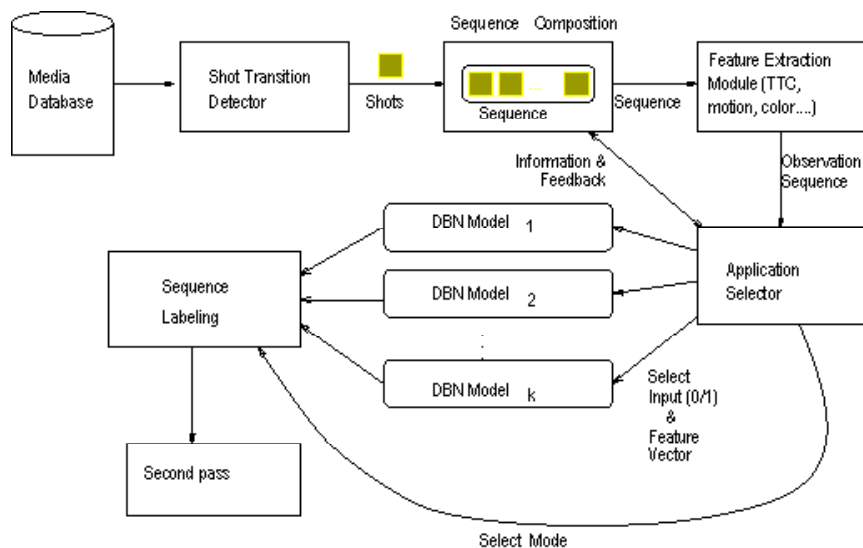 Sequence Composition
Media
Database
Shot Transition
Detector
Shots
Sequence
Sequence
Feature Extraction
Module (TTC,
motion, color....)
Information &
Feedback
Observation
Sequence
DBN Model 1
DBN Model 2
DBN Model k
Application
Selector
Sequence
Labeling
Select
Input (0/1)
&
Feature
Vector
Second pass
Select Mode